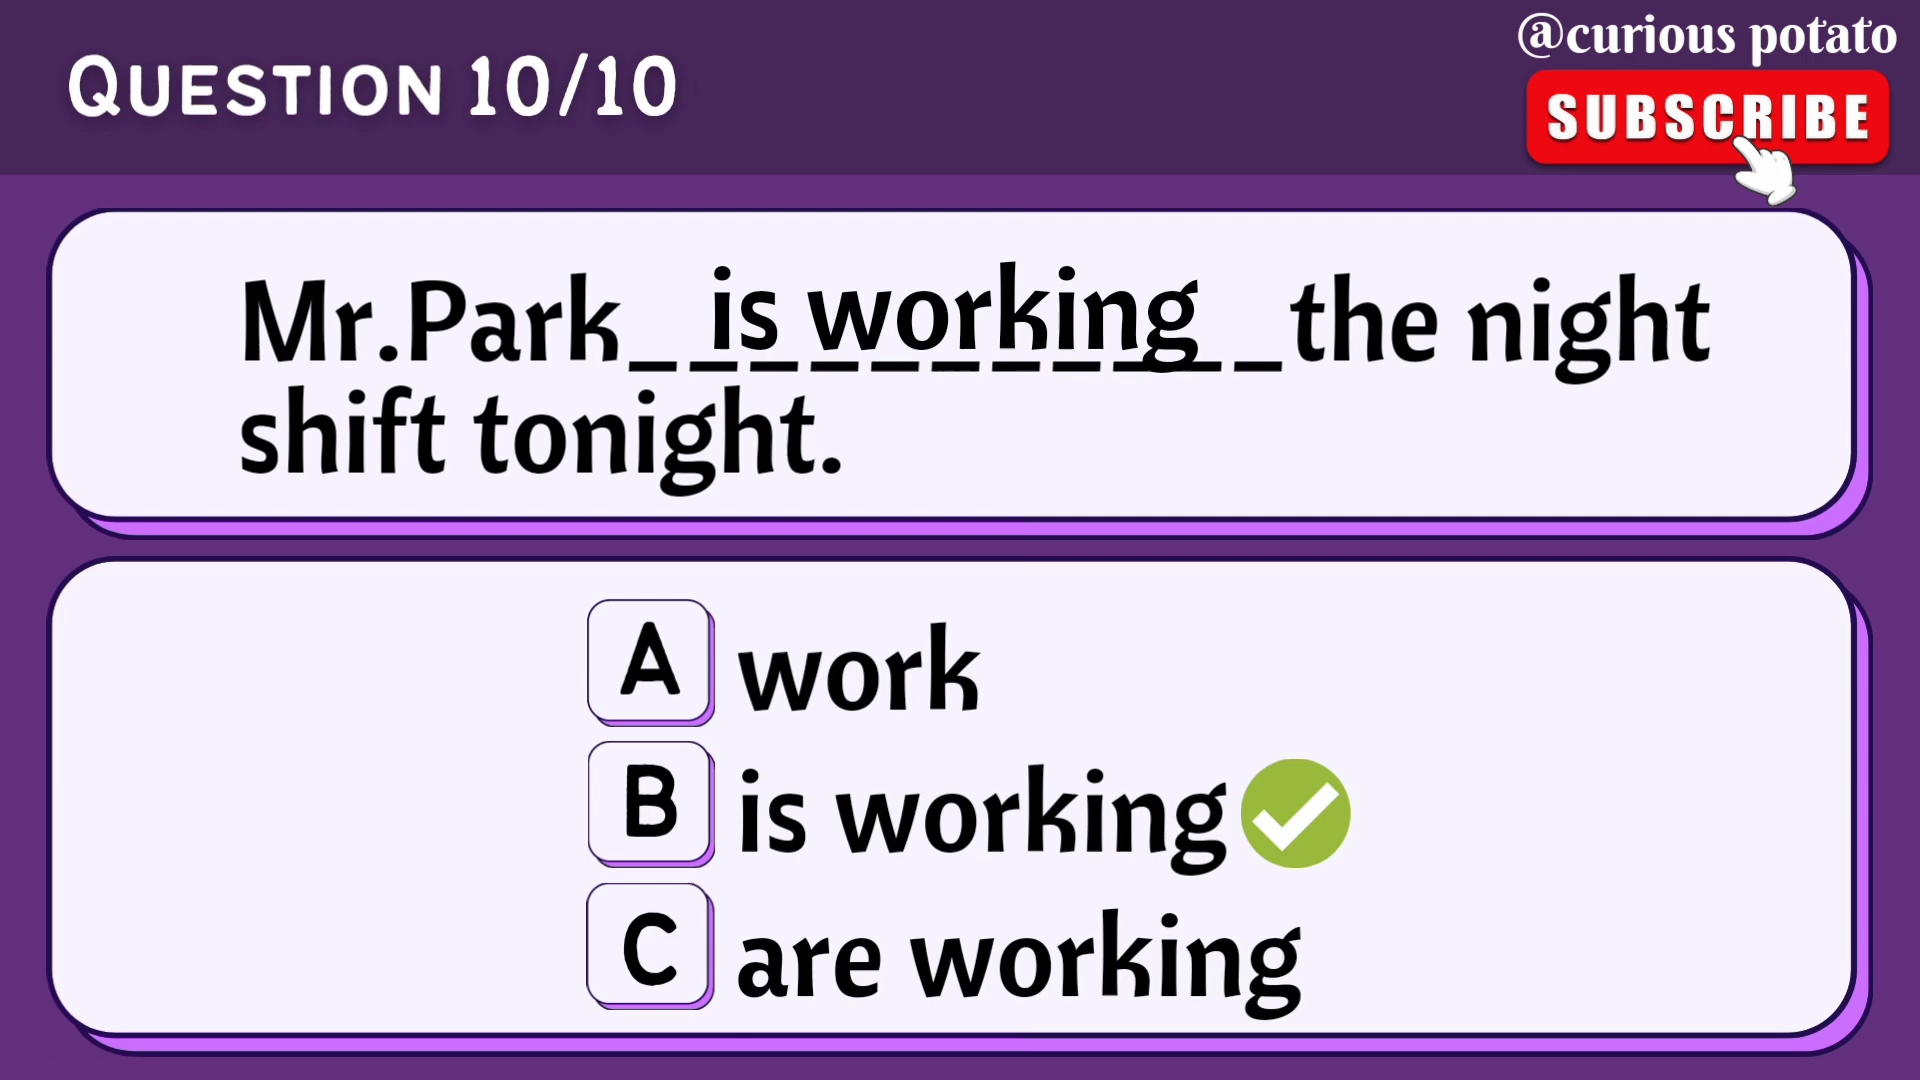 QUESTION 10/10
@curious potato
SUBSCRIBE
Mr.Park_ is working _the night
shift tonight.
A work
B is working
C are working